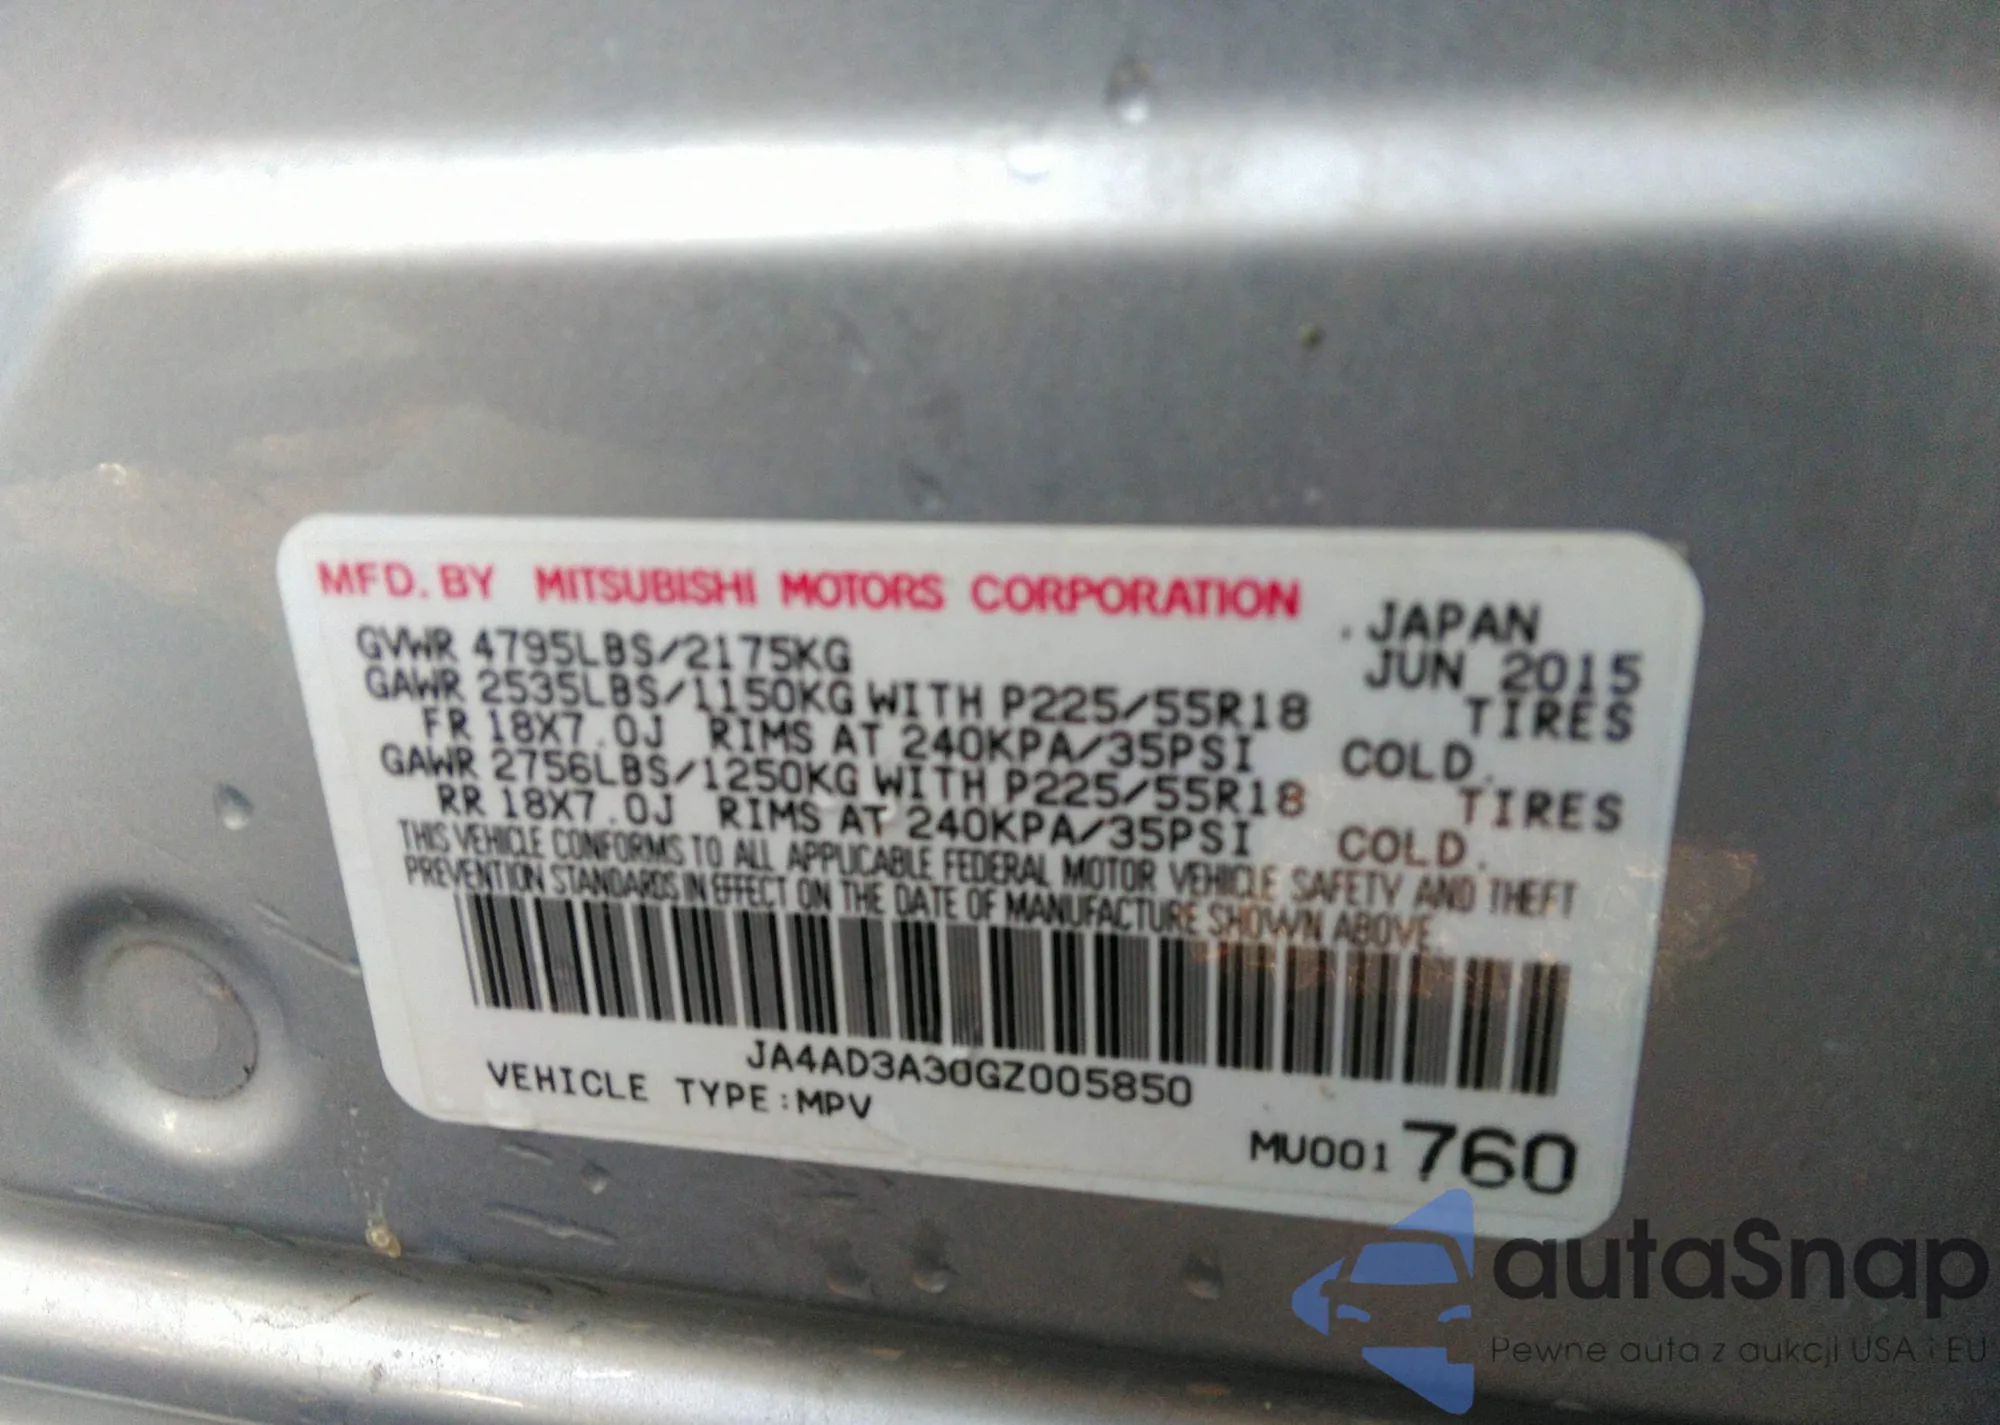 MFD. BY MITSUBISHI MOTORS CORPORATION . JAPAN
GVWR 4795LBS/2175KG JUN 2015
GAWR 2535LBS/1150KG WITH P225/55R18 TIRES
FR 18X7.0J RIMS AT 240KPA/35PSI COLD.
GAWR 2756LBS/1250KG WITH P225/55R18 TIRES
RR 18X7.0J RIMS AT 240KPA/35PSI COLD.
THIS VEHICLE CONFORMS TO ALL APPLICABLE FEDERAL MOTOR VEHICLE SAFETY AND THEFT
PREVENTION STANDARDS IN EFFECT ON THE DATE OF MANUFACTURE SHOWN ABOVE.
JA4AD3A30GZ005850
VEHICLE TYPE:MPV
MU001 760
autaSnap
Pewne auta z aukcji USA i EU